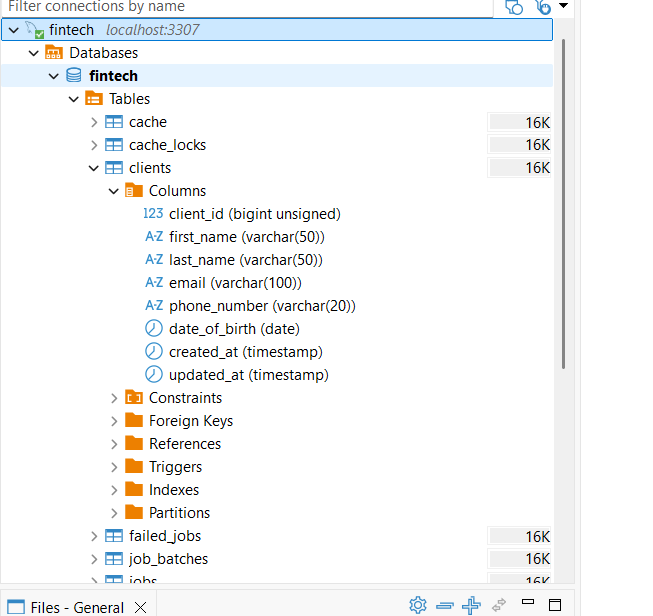 Filter connections by name
fintech localhost:3307
Databases
fintech
Tables
cache 16K
cache_locks 16K
clients 16K
Columns
123 client_id (bigint unsigned)
A-Z first_name (varchar(50))
A-Z last_name (varchar(50))
A-Z email (varchar(100))
A-Z phone_number (varchar(20))
date_of_birth (date)
created_at (timestamp)
updated_at (timestamp)
Constraints
Foreign Keys
References
Triggers
Indexes
Partitions
failed_jobs 16K
job_batches 16K
jobs 16K
Files - General